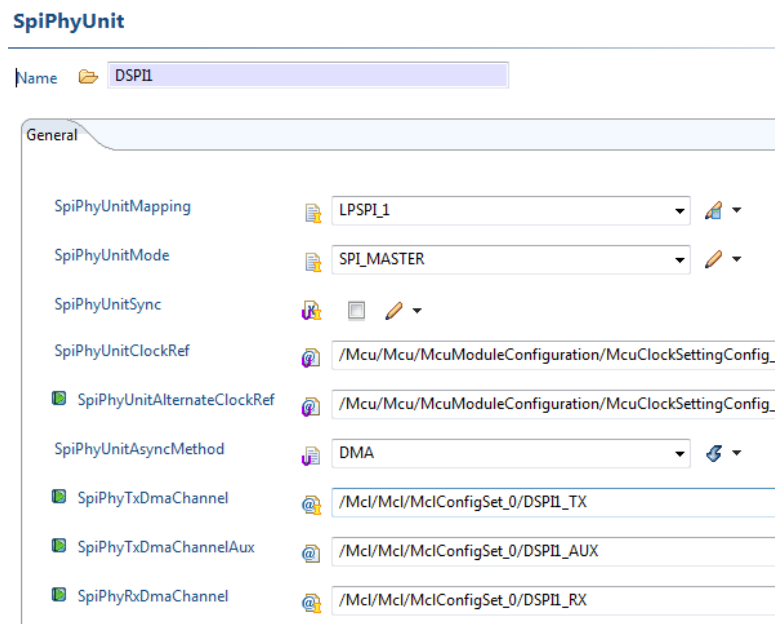 SpiPhyUnit
Name DSPI1
General
SpiPhyUnitMapping LPSPI_1
SpiPhyUnitMode SPI_MASTER
SpiPhyUnitSync
SpiPhyUnitClockRef /Mcu/Mcu/McuModuleConfiguration/McuClockSettingConfig_
SpiPhyUnitAlternateClockRef /Mcu/Mcu/McuModuleConfiguration/McuClockSettingConfig_
SpiPhyUnitAsyncMethod DMA
SpiPhyTxDmaChannel /Mcl/Mcl/MclConfigSet_0/DSPI1_TX
SpiPhyTxDmaChannelAux /Mcl/Mcl/MclConfigSet_0/DSPI1_AUX
SpiPhyRxDmaChannel /Mcl/Mcl/MclConfigSet_0/DSPI1_RX